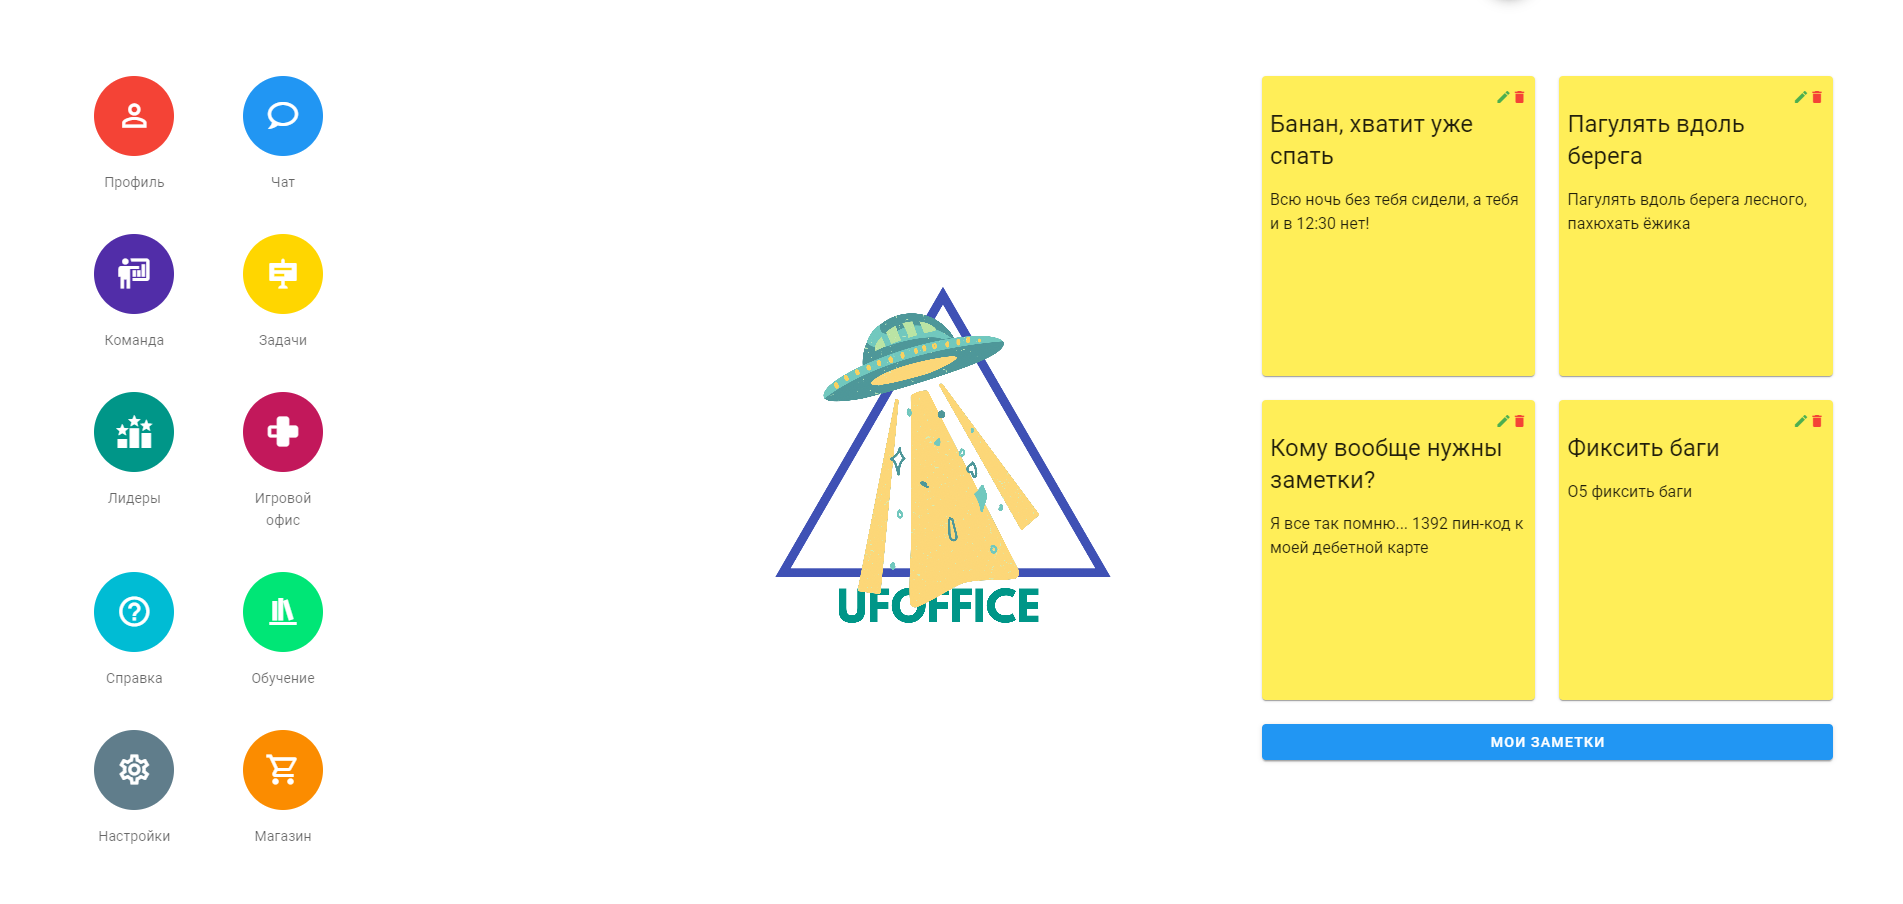 Профиль
Чат
Команда
Задачи
Лидеры
Игровой
офис
Справка
Обучение
Настройки
Магазин
UFOFFICE
Банан, хватит уже
спать
Всю ночь без тебя сидели, а тебя
и в 12:30 нет!
Пагулять вдоль
берега
Пагулять вдоль берега лесного,
пахюхать ёжика
Кому вообще нужны
заметки?
Я все так помню... 1392 пин-код к
моей дебетной карте
Фиксить баги
О5 фиксить баги
МОИ ЗАМЕТКИ